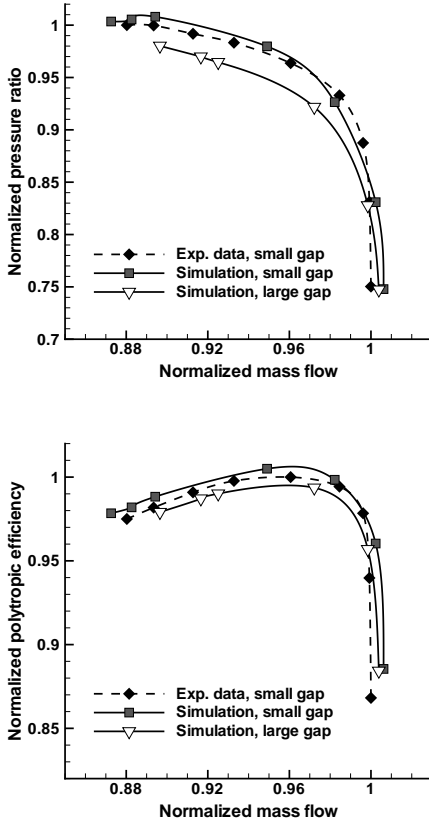 Normalized pressure ratio
1
0.95
0.9
0.85
0.8
0.75
0.7
Exp. data, small gap
Simulation, small gap
Simulation, large gap
0.88 0.92 0.96 1
Normalized mass flow
Normalized polytropic efficiency
1
0.95
0.9
0.85
Exp. data, small gap
Simulation, small gap
Simulation, large gap
0.88 0.92 0.96 1
Normalized mass flow